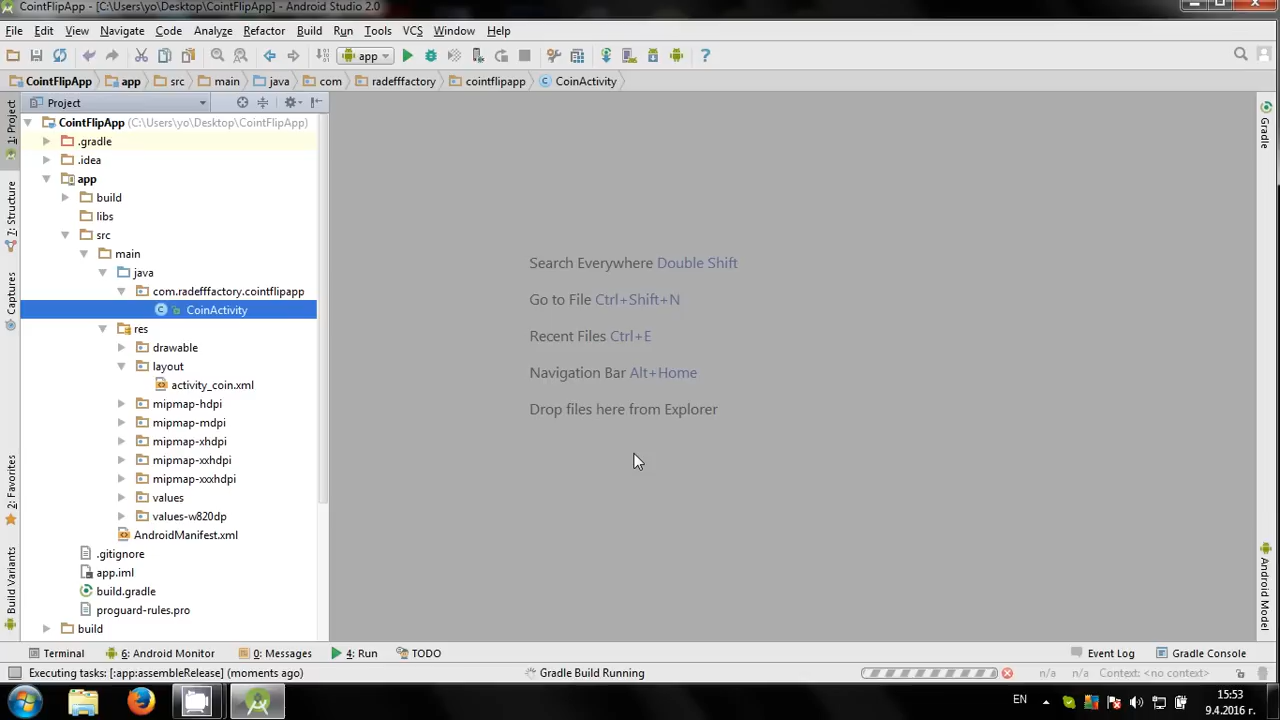 CointFlipApp - [C:\Users\yo\Desktop\CointFlipApp] - Android Studio 2.0
File Edit View Navigate Code Analyze Refactor Build Run Tools VCS Window Help
app
CointFlipApp app src main java com radefffactory cointflipapp CoinActivity
Project
CointFlipApp (C:\Users\yo\Desktop\CointFlipApp)
.gradle
.idea
app
build
libs
src
main
java
com.radefffactory.cointflipapp
CoinActivity
res
drawable
layout
activity_coin.xml
mipmap-hdpi
mipmap-mdpi
mipmap-xhdpi
mipmap-xxhdpi
mipmap-xxxhdpi
values
values-w820dp
AndroidManifest.xml
.gitignore
app.iml
build.gradle
proguard-rules.pro
build
1: Project
7: Structure
Captures
2: Favorites
Build Variants
Search Everywhere Double Shift
Go to File Ctrl+Shift+N
Recent Files Ctrl+E
Navigation Bar Alt+Home
Drop files here from Explorer
Gradle
Android Model
Terminal 6: Android Monitor 0: Messages 4: Run TODO Event Log Gradle Console
Executing tasks: [:app:assembleRelease] (moments ago) Gradle Build Running n/a n/a Context: <no context>
EN 15:53
9.4.2016 г.